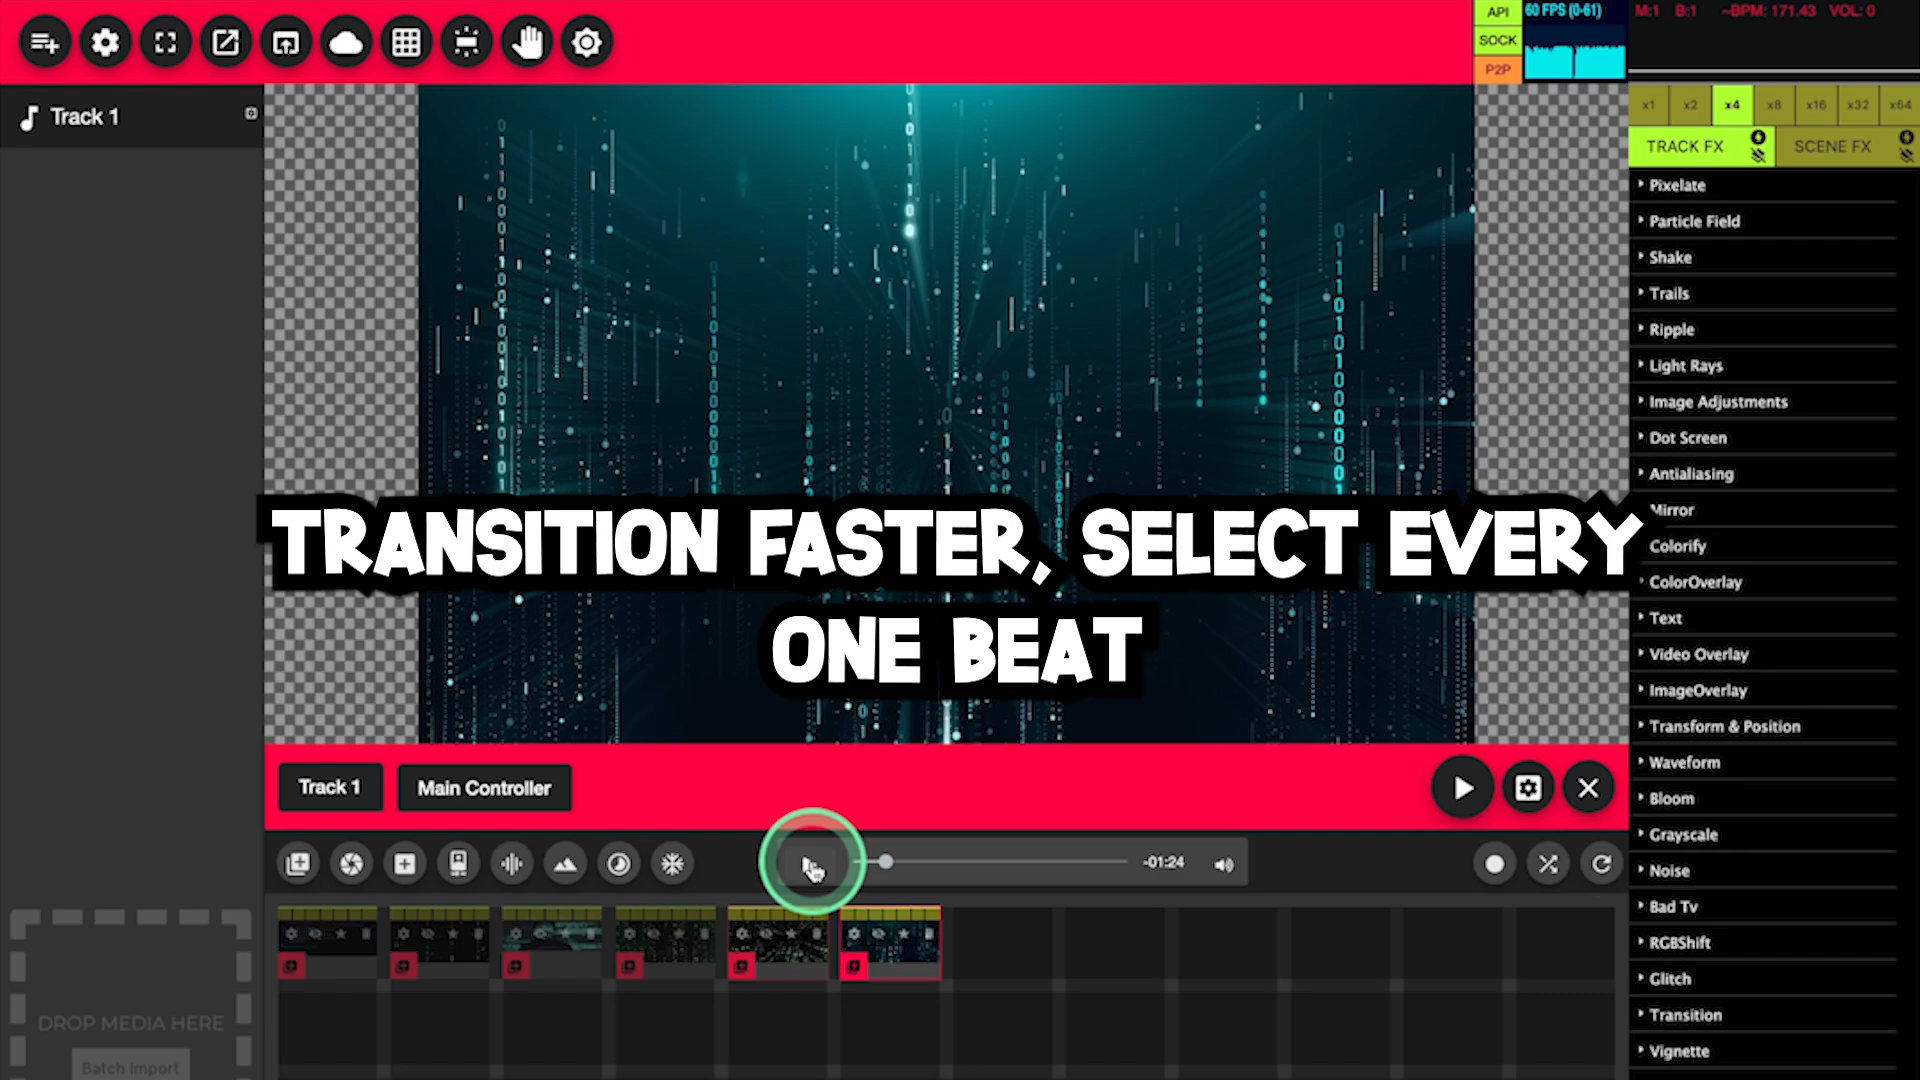 API
60 FPS (0-61)
M:1 B:1 ~BPM: 171.43 VOL: 0
SOCK
P2P
Track 1
x1 x2 x4 x8 x16 x32 x64
TRACK FX
SCENE FX
Pixelate
Particle Field
Shake
Trails
Ripple
Light Rays
Image Adjustments
Dot Screen
Antialiasing
Mirror
Colorify
ColorOverlay
Text
Video Overlay
ImageOverlay
Transform & Position
Waveform
Bloom
Grayscale
Noise
Bad Tv
RGBShift
Glitch
Transition
Vignette
TRANSITION FASTER, SELECT EVERY
ONE BEAT
Track 1
Main Controller
-01:24
DROP MEDIA HERE
Batch Import